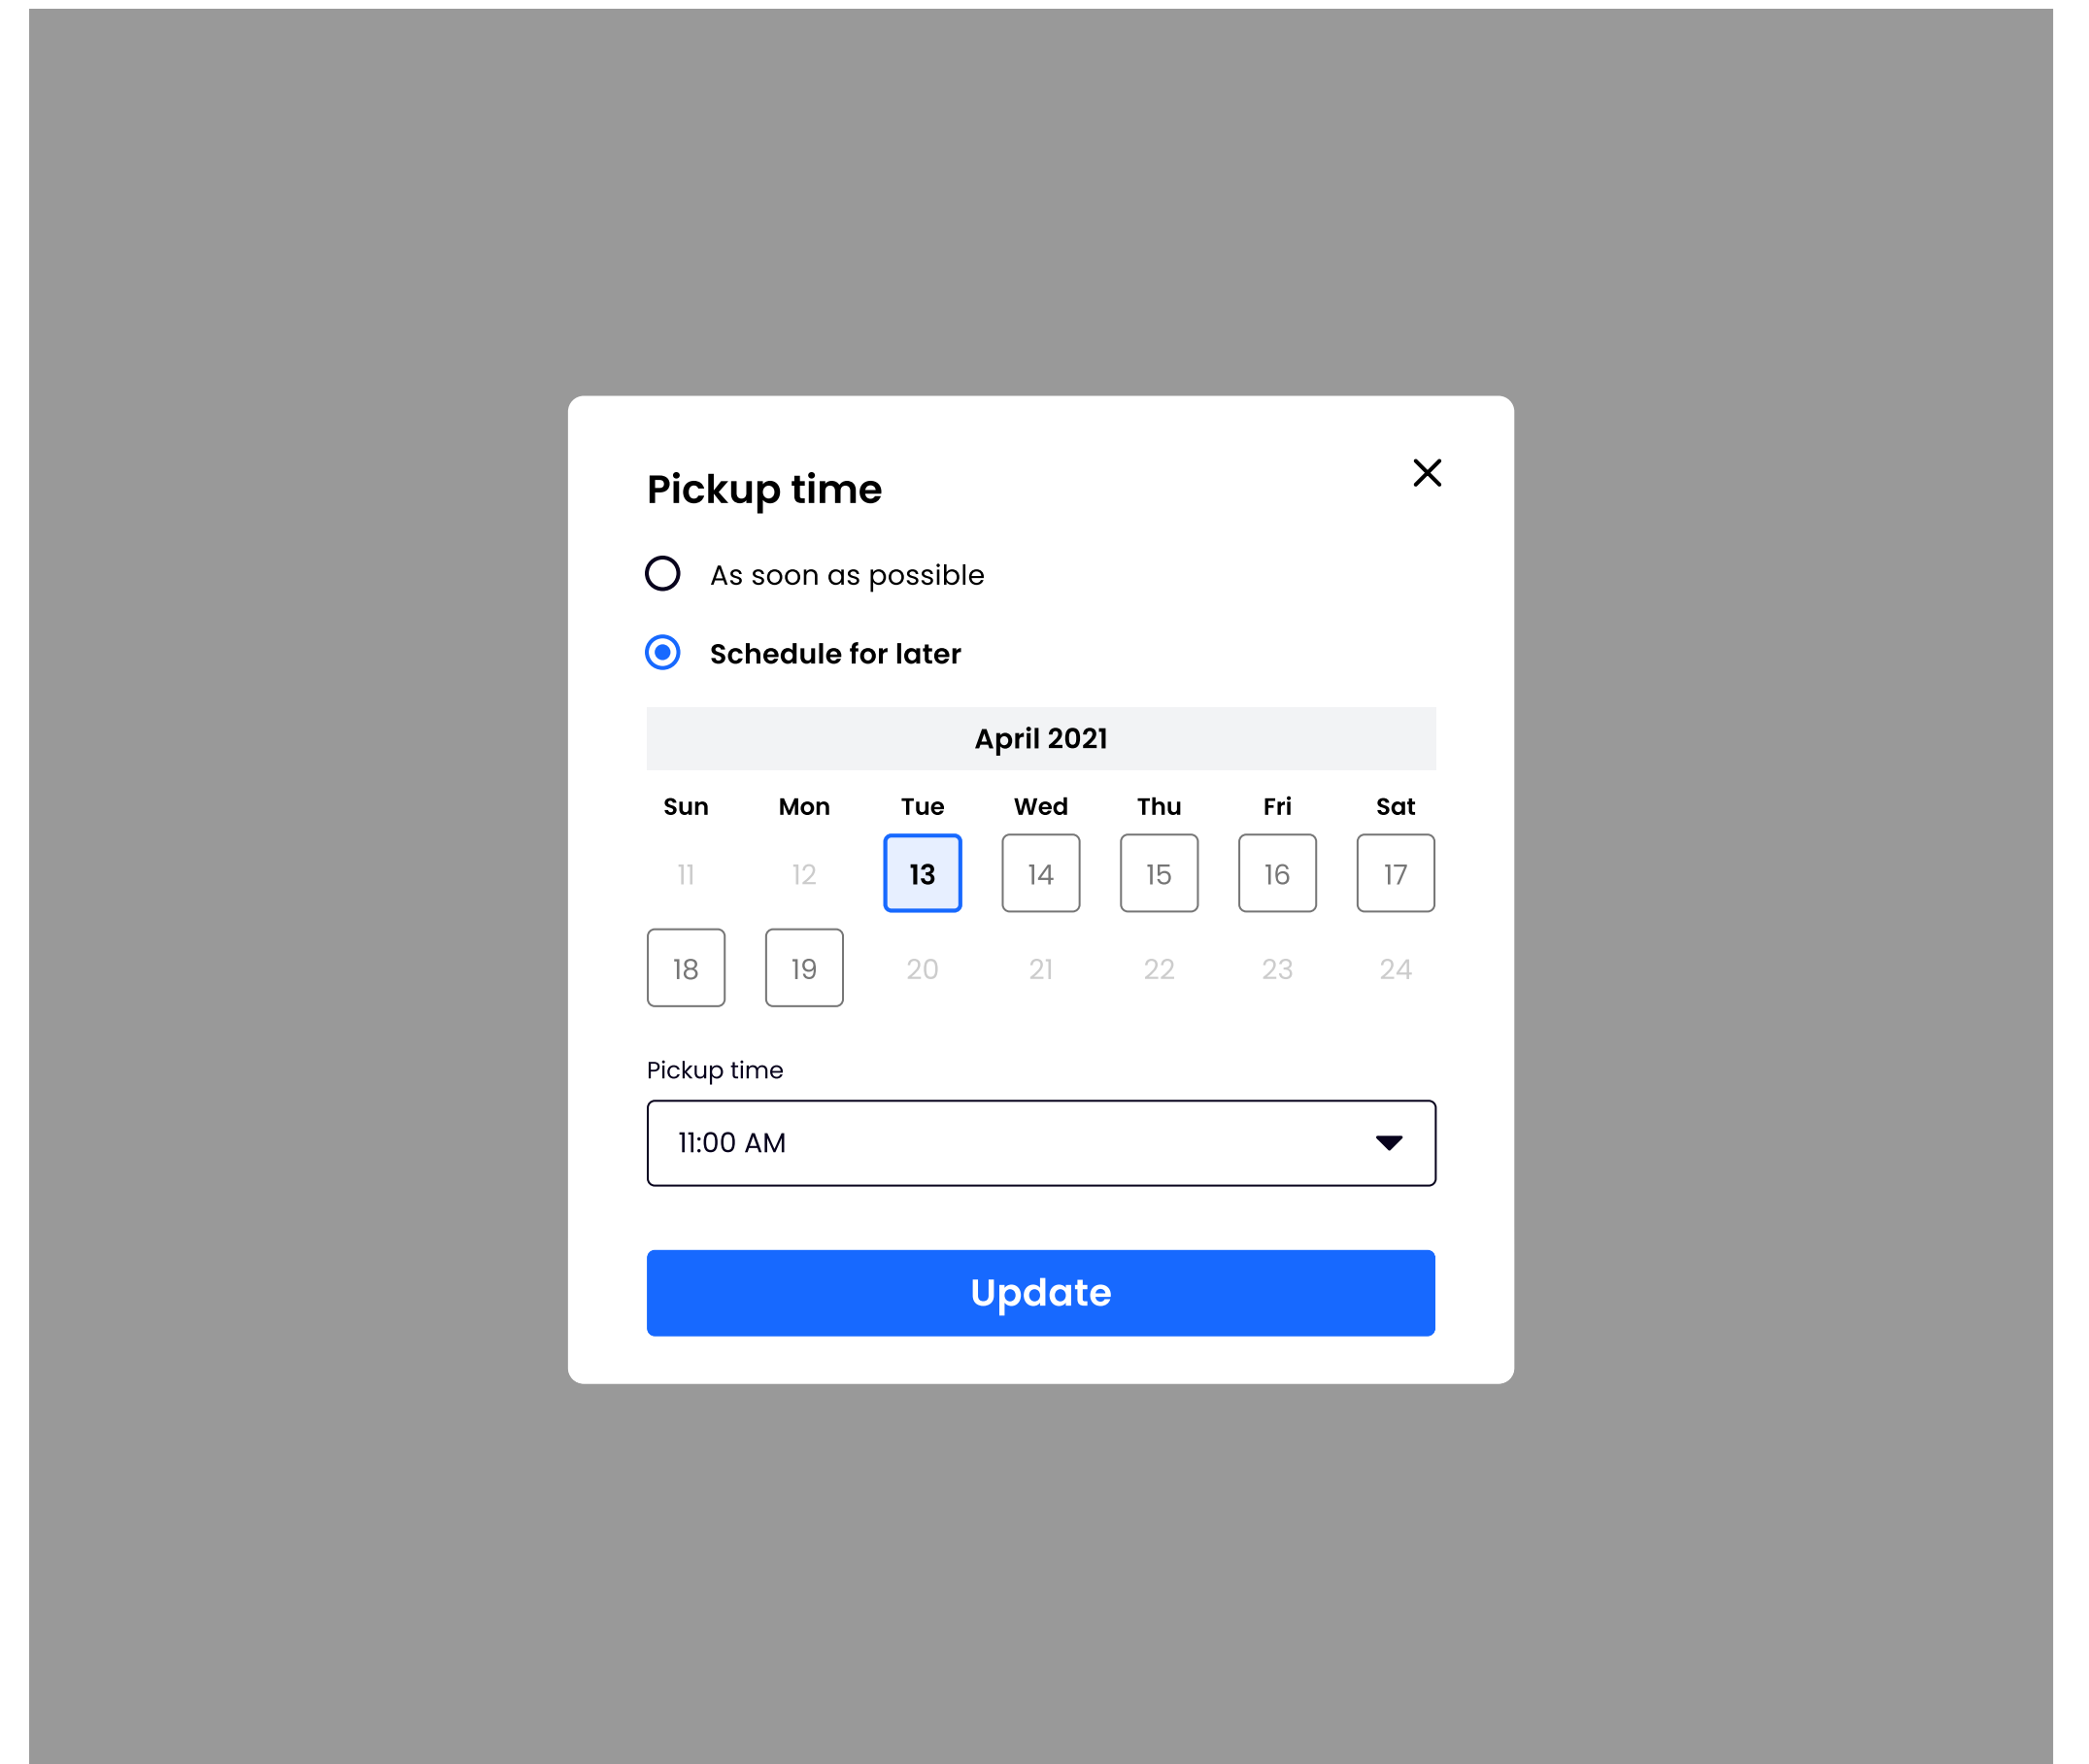 Pickup time
As soon as possible
Schedule for later
April 2021
Sun Mon Tue Wed Thu Fri Sat
11 12 13 14 15 16 17
18 19 20 21 22 23 24
Pickup time
11:00 AM
Update